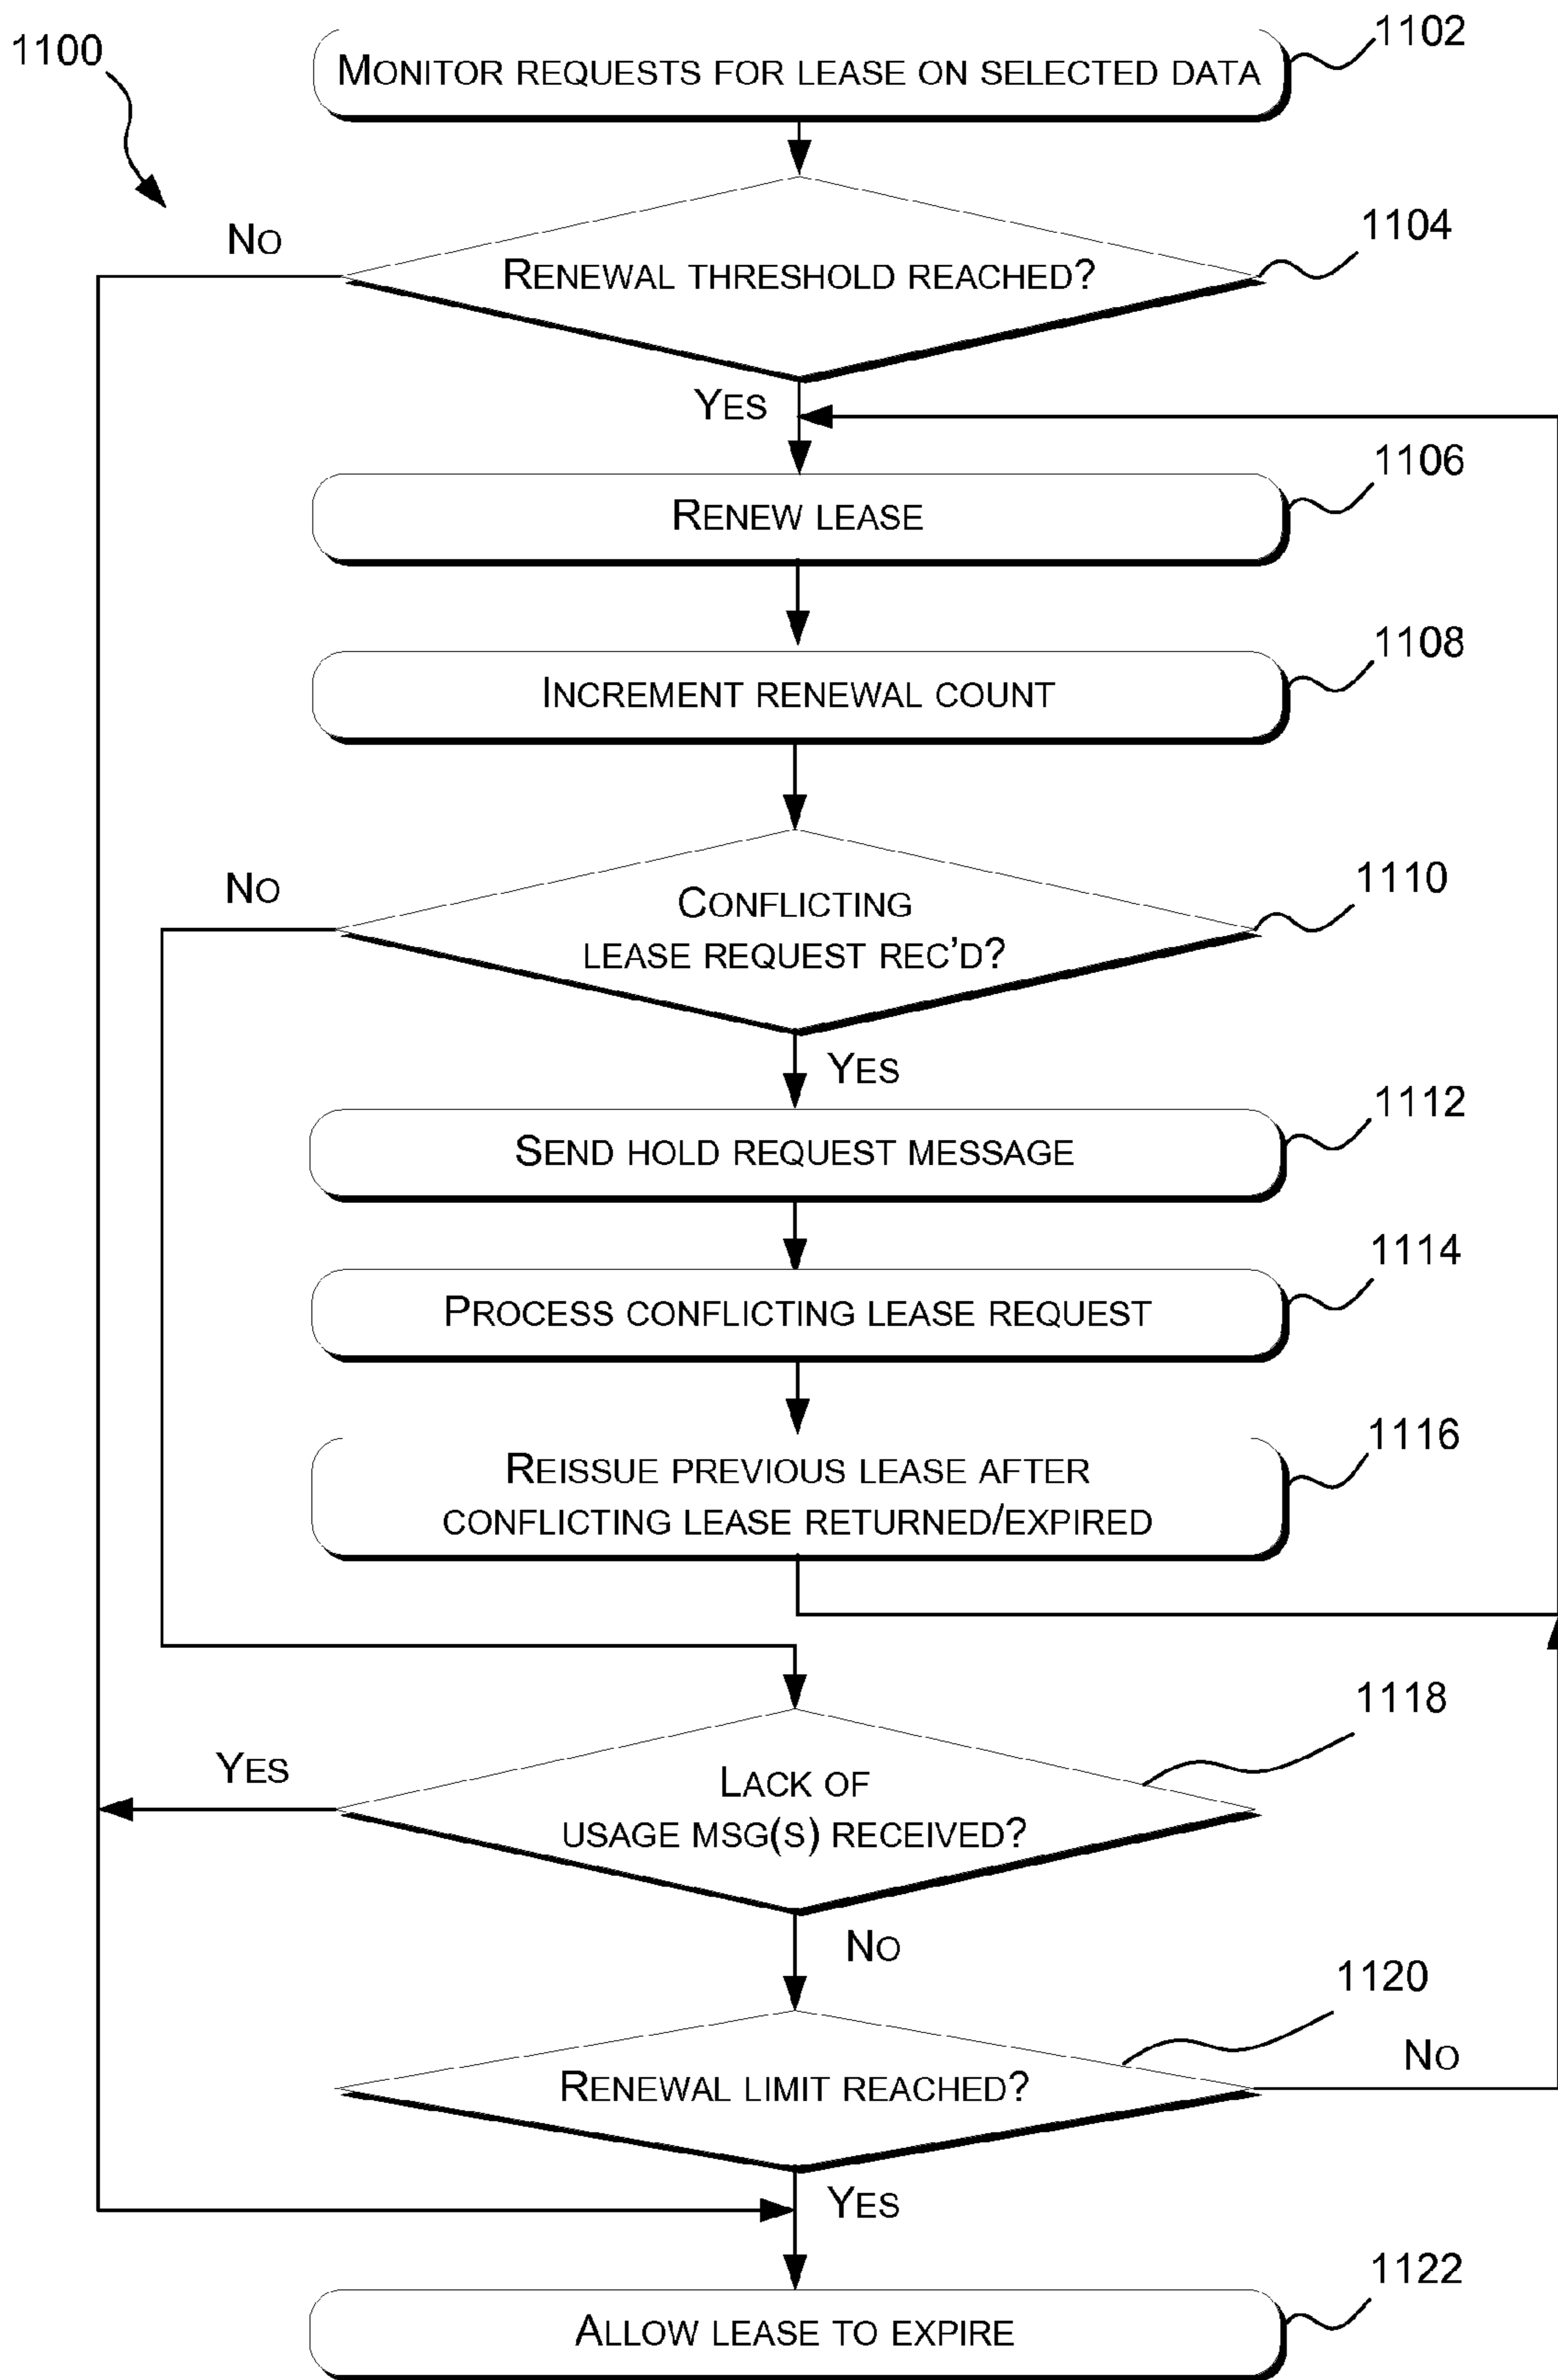 1100
MONITOR REQUESTS FOR LEASE ON SELECTED DATA
1102
NO
RENEWAL THRESHOLD REACHED?
1104
YES
RENEW LEASE
1106
INCREMENT RENEWAL COUNT
1108
NO
CONFLICTING
LEASE REQUEST REC'D?
1110
YES
SEND HOLD REQUEST MESSAGE
1112
PROCESS CONFLICTING LEASE REQUEST
1114
REISSUE PREVIOUS LEASE AFTER
CONFLICTING LEASE RETURNED/EXPIRED
1116
YES
LACK OF
USAGE MSG(S) RECEIVED?
1118
NO
RENEWAL LIMIT REACHED?
1120
NO
YES
ALLOW LEASE TO EXPIRE
1122